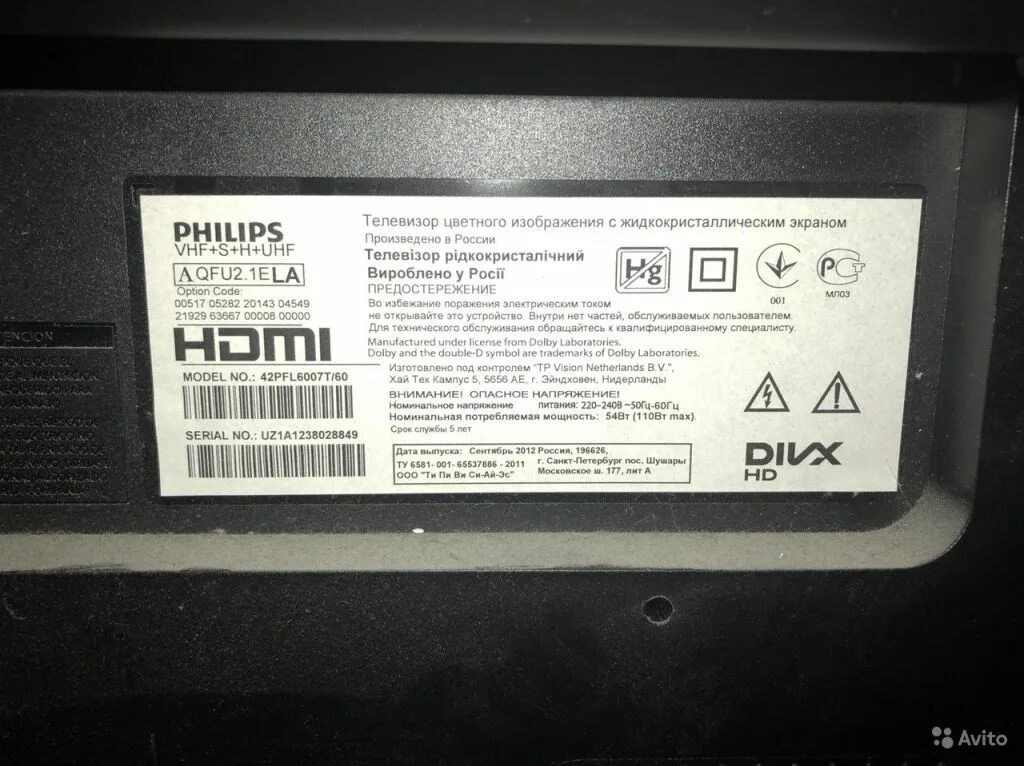 PHILIPS
VHF+S+H+UHF
A QFU2.1E LA
Option Code:
00517 05282 20143 04549
21929 63667 00008 00000
HDMI
MODEL NO.: 42PFL6007T/60
SERIAL NO.: UZ1A1238028849
Телевизор цветного изображения с жидкокристаллическим экраном
Произведено в России
Телевізор рідкокристалічний
Вироблено у Росії
ПРЕДОСТЕРЕЖЕНИЕ
Во избежание поражения электрическим током
не открывайте это устройство. Внутри нет частей, обслуживаемых пользователем.
Для технического обслуживания обращайтесь к квалифицированному специалисту.
Manufactured under license from Dolby Laboratories.
Dolby and the double-D symbol are trademarks of Dolby Laboratories.
Изготовлено под контролем "TP Vision Netherlands B.V.",
Хай Тек Кампус 5, 5656 AE, г. Эйндховен, Нидерланды
ВНИМАНИЕ! ОПАСНОЕ НАПРЯЖЕНИЕ!
Номинальное напряжение питания: 220-240В ~50Гц-60Гц
Номинальная потребляемая мощность: 54Вт (110Вт max).
Срок службы 5 лет
Дата выпуска: Сентябрь 2012 Россия, 196626,
ТУ 6581- 001- 65537886 - 2011 г. Санкт-Петербург пос. Шушары
ООО "Ти Пи Ви Си-Ай-Эс" Московское ш. 177, лит А
Hg
001
МЛ03
DIVX
HD
Avito